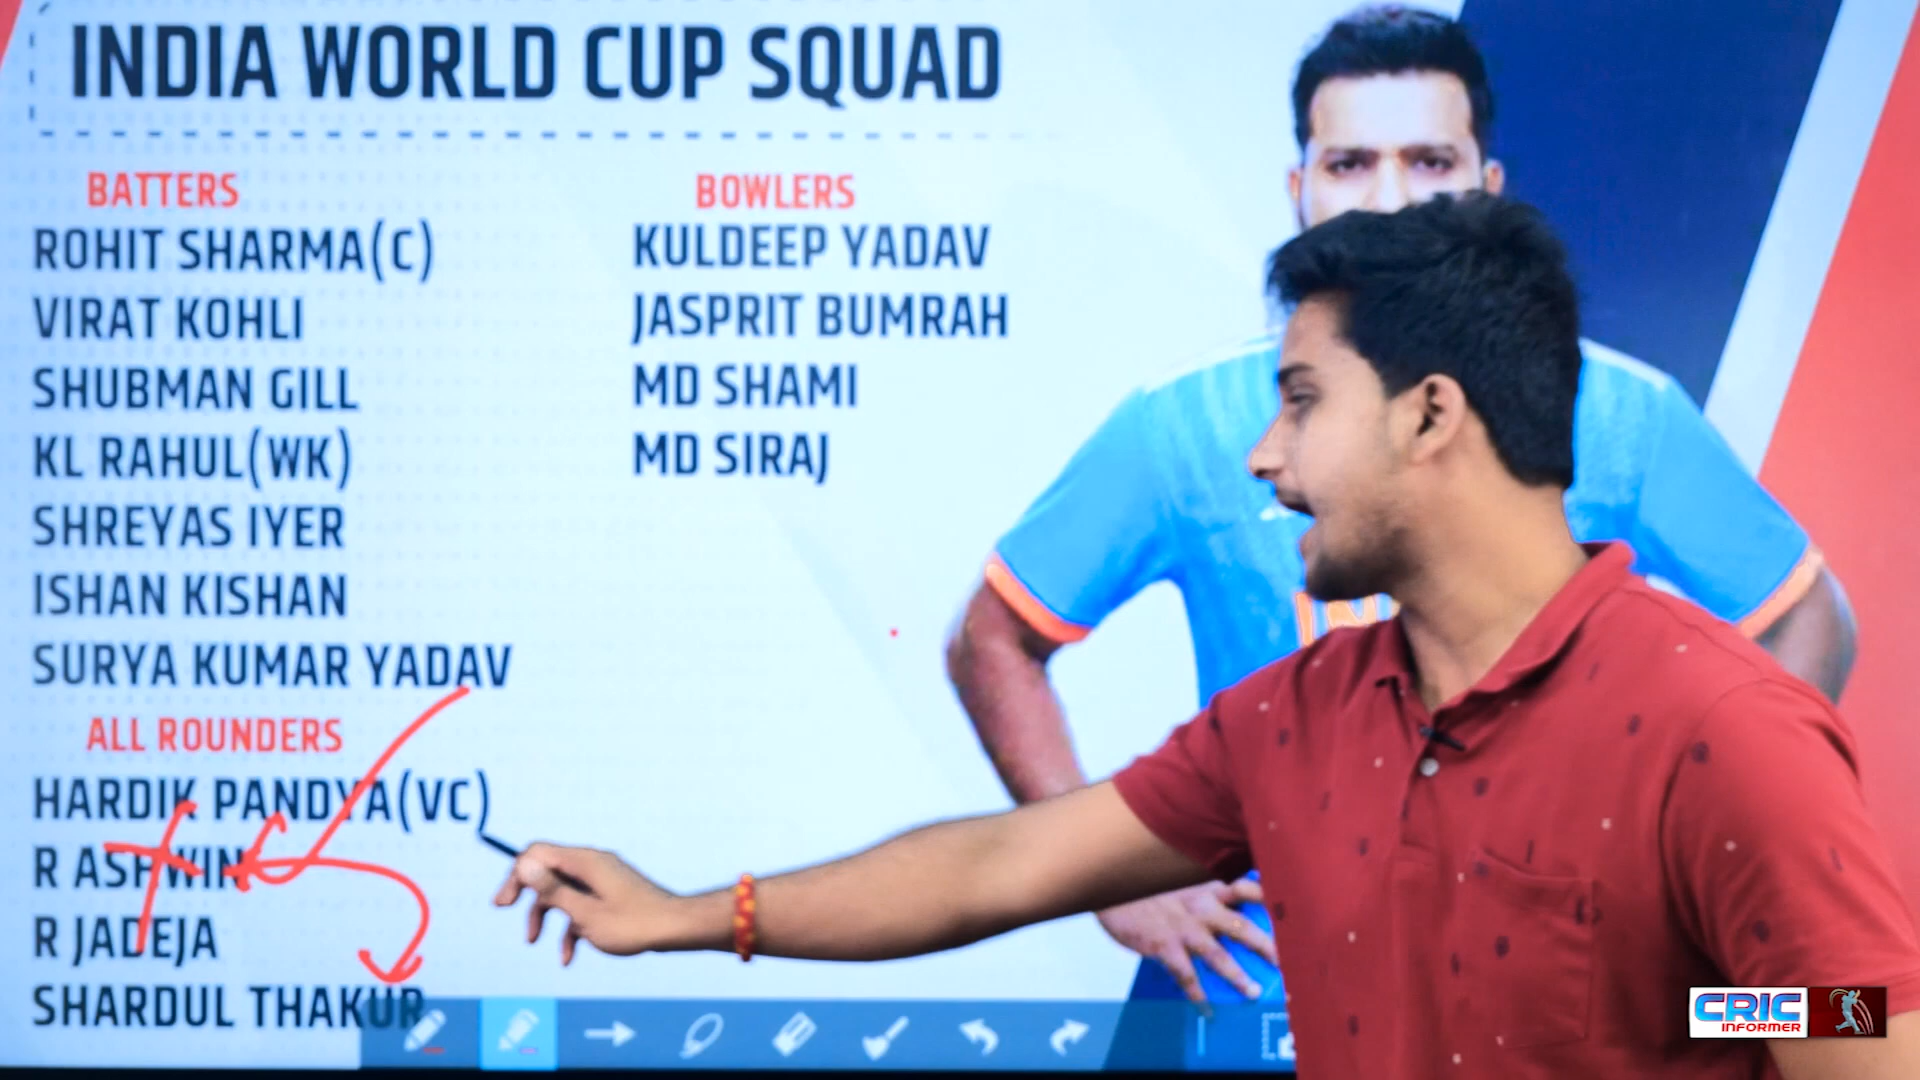 INDIA WORLD CUP SQUAD
BATTERS
ROHIT SHARMA(C)
VIRAT KOHLI
SHUBMAN GILL
KL RAHUL(WK)
SHREYAS IYER
ISHAN KISHAN
SURYA KUMAR YADAV
ALL ROUNDERS
HARDIK PANDYA(VC)
R ASHWIN
R JADEJA
SHARDUL THAKUR
BOWLERS
KULDEEP YADAV
JASPRIT BUMRAH
MD SHAMI
MD SIRAJ
CRIC
INFORMER